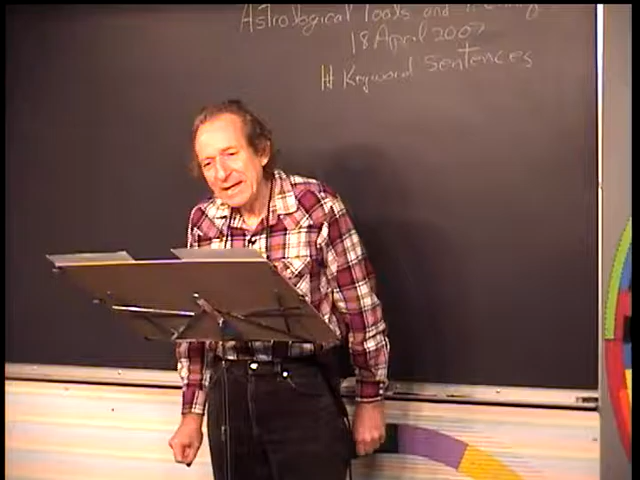 Astrological Tools and
18 April 2007
# Keyword Sentences